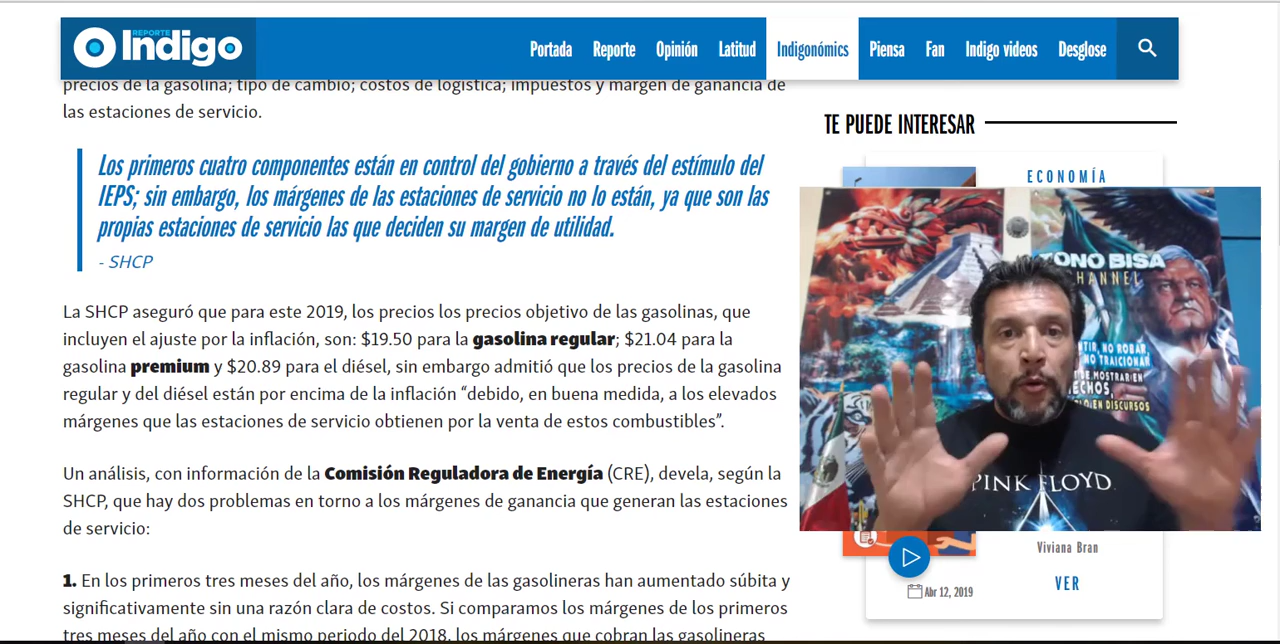 REPORTE
Indigo
Portada
Reporte
Opinión
Latitud
Indigonómics
Piensa
Fan
Indigo videos
Desglose
precios de la gasolina; tipo de cambio; costos de logística; impuestos y margen de ganancia de
las estaciones de servicio.
Los primeros cuatro componentes están en control del gobierno a través del estímulo del
IEPS; sin embargo, los márgenes de las estaciones de servicio no lo están, ya que son las
propias estaciones de servicio las que deciden su margen de utilidad.
- SHCP
La SHCP aseguró que para este 2019, los precios los precios objetivo de las gasolinas, que
incluyen el ajuste por la inflación, son: $19.50 para la gasolina regular; $21.04 para la
gasolina premium y $20.89 para el diésel, sin embargo admitió que los precios de la gasolina
regular y del diésel están por encima de la inflación “debido, en buena medida, a los elevados
márgenes que las estaciones de servicio obtienen por la venta de estos combustibles”.
Un análisis, con información de la Comisión Reguladora de Energía (CRE), devela, según la
SHCP, que hay dos problemas en torno a los márgenes de ganancia que generan las estaciones
de servicio:
1. En los primeros tres meses del año, los márgenes de las gasolineras han aumentado súbita y
significativamente sin una razón clara de costos. Si comparamos los márgenes de los primeros
tres meses del año con el mismo periodo del 2018, los márgenes que cobran las gasolineras
TE PUEDE INTERESAR
ECONOMÍA
TONO BISA
CHANNEL
NO ROBAR,
NO TRAICIONAR
MOSTRAR EN
HECHOS,
EN DISCURSOS
PINK FLOYD
Viviana Bran
Abr 12, 2019
VER